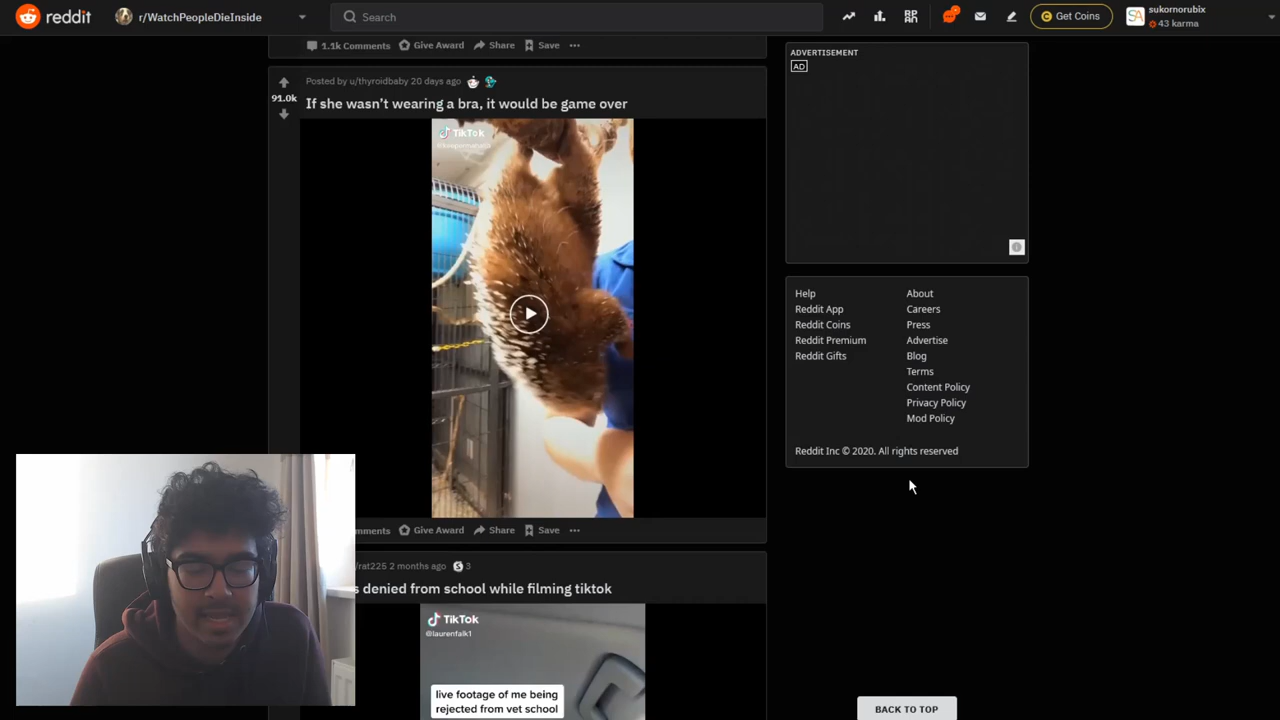 reddit
r/WatchPeopleDieInside
Search
Get Coins
sukornorubix
43 karma
1.1k Comments
Give Award
Share
Save
91.0k
Posted by u/thyroidbaby 20 days ago
If she wasn't wearing a bra, it would be game over
TikTok
Give Award
Share
Save
2 months ago
3
denied from school while filming tiktok
TikTok
@laurenfalk1
live footage of me being
rejected from vet school
ADVERTISEMENT
AD
Help
Reddit App
Reddit Coins
Reddit Premium
Reddit Gifts
About
Careers
Press
Advertise
Blog
Terms
Content Policy
Privacy Policy
Mod Policy
Reddit Inc © 2020. All rights reserved
BACK TO TOP